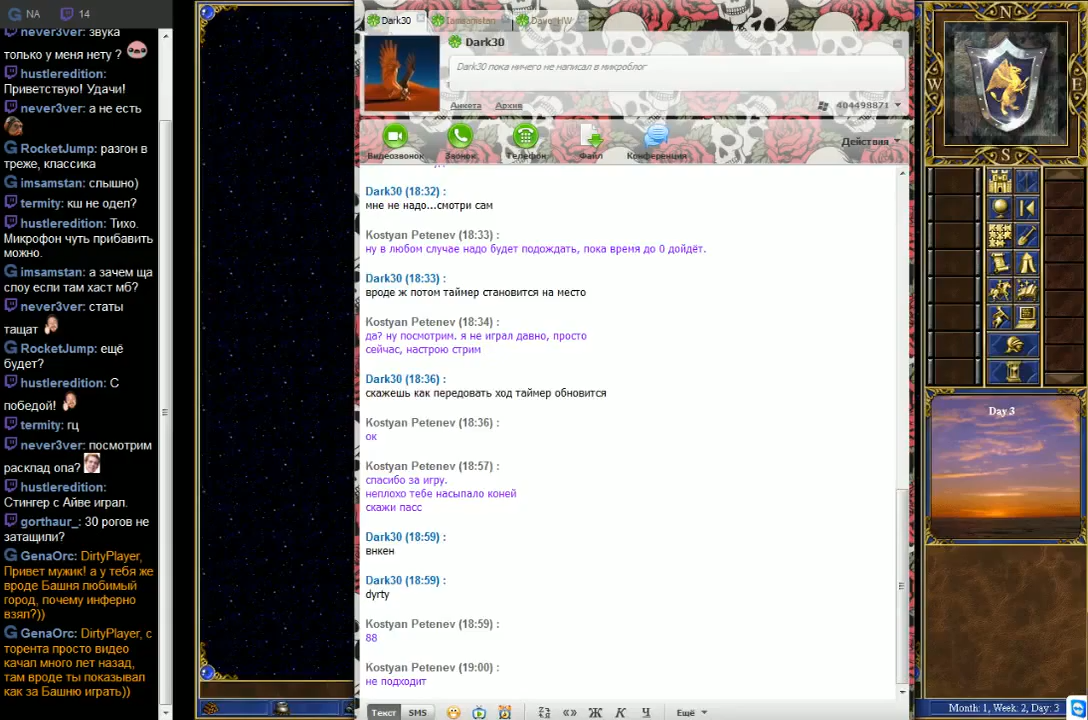 NA 14
never3ver: звука
только у меня нету ?
hustleredition:
Приветствую! Удачи!
never3ver: а не есть
RocketJump: разгон в
треже, классика
imsamstan: слышно)
termity: кш не одел?
hustleredition: Тихо.
Микрофон чуть прибавить
можно.
imsamstan: а зачем ща
слоу если там хаст мб?
never3ver: статы
тащат
RocketJump: ещё
будет?
hustleredition: С
победой!
termity: гц
never3ver: посмотрим
расклад опа?
hustleredition:
Стингер с Айве играл.
gorthaur_: 30 рогов не
затащили?
GenaOrc: DirtyPlayer,
Привет мужик! а у тебя же
вроде Башня любимый
город, почему инферно
взял?))
GenaOrc: DirtyPlayer, с
торента просто видео
качал много лет назад,
там вроде ты показывал
как за Башню играть))
Dark30
Dark30
Dark30 пока ничего не написал в микроблог
Анкета Архив
404498871
Видеозвонок Звонок Телефон Файл Конференция
Действия
Dark30 (18:32) :
мне не надо...смотри сам
Kostyan Petenev (18:33) :
ну в любом случае надо будет подождать, пока время до 0 дойдёт.
Dark30 (18:33) :
вроде ж потом таймер становится на место
Kostyan Petenev (18:34) :
да? ну посмотрим. я не играл давно, просто
сейчас, настрою стрим
Dark30 (18:36) :
скажешь как передовать ход таймер обновится
Kostyan Petenev (18:36) :
ок
Kostyan Petenev (18:57) :
спасибо за игру.
неплохо тебе насыпало коней
скажи пасс
Dark30 (18:59) :
внкен
Dark30 (18:59) :
dyrty
Kostyan Petenev (18:59) :
88
Kostyan Petenev (19:00) :
не подходит
Текст SMS
Ж К Ч Ещё
N
W E
S
Day 3
Month: 1, Week: 2, Day: 3